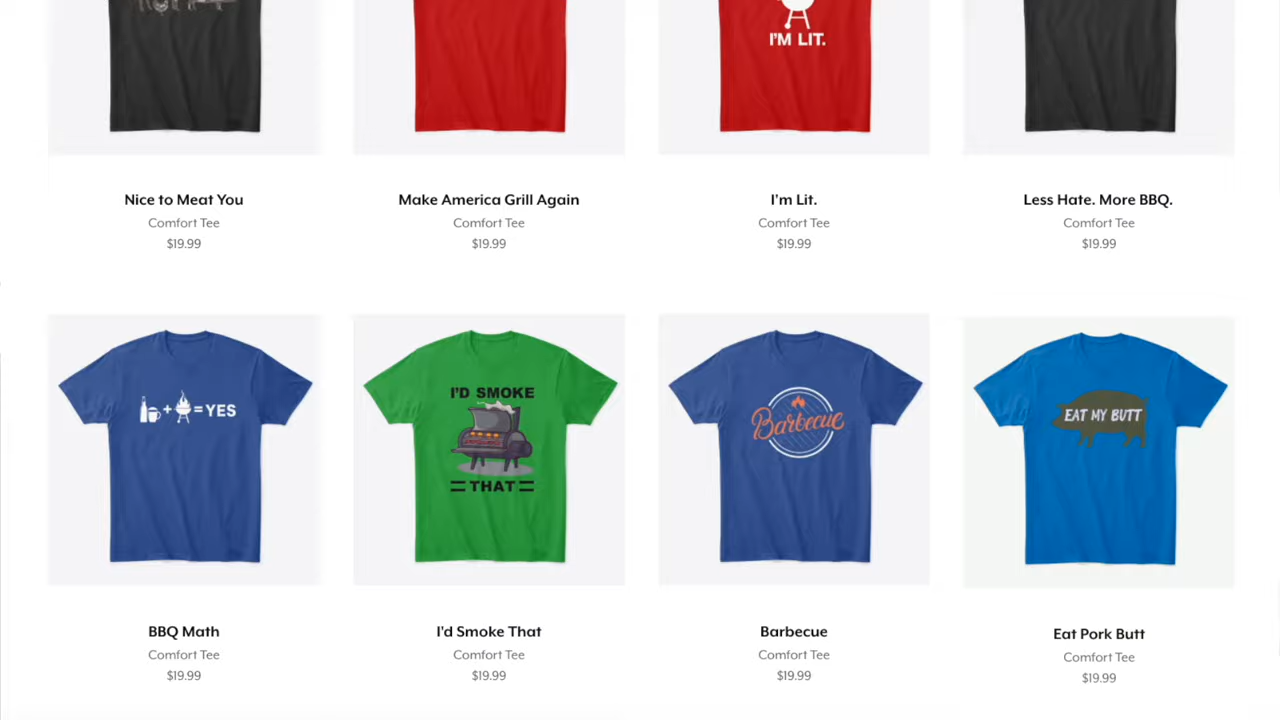 I'M LIT.
Nice to Meat You
Comfort Tee
$19.99
Make America Grill Again
Comfort Tee
$19.99
I'm Lit.
Comfort Tee
$19.99
Less Hate. More BBQ.
Comfort Tee
$19.99
+ = YES
BBQ Math
Comfort Tee
$19.99
I'D SMOKE
THAT
I'd Smoke That
Comfort Tee
$19.99
Barbecue
Barbecue
Comfort Tee
$19.99
EAT MY BUTT
Eat Pork Butt
Comfort Tee
$19.99